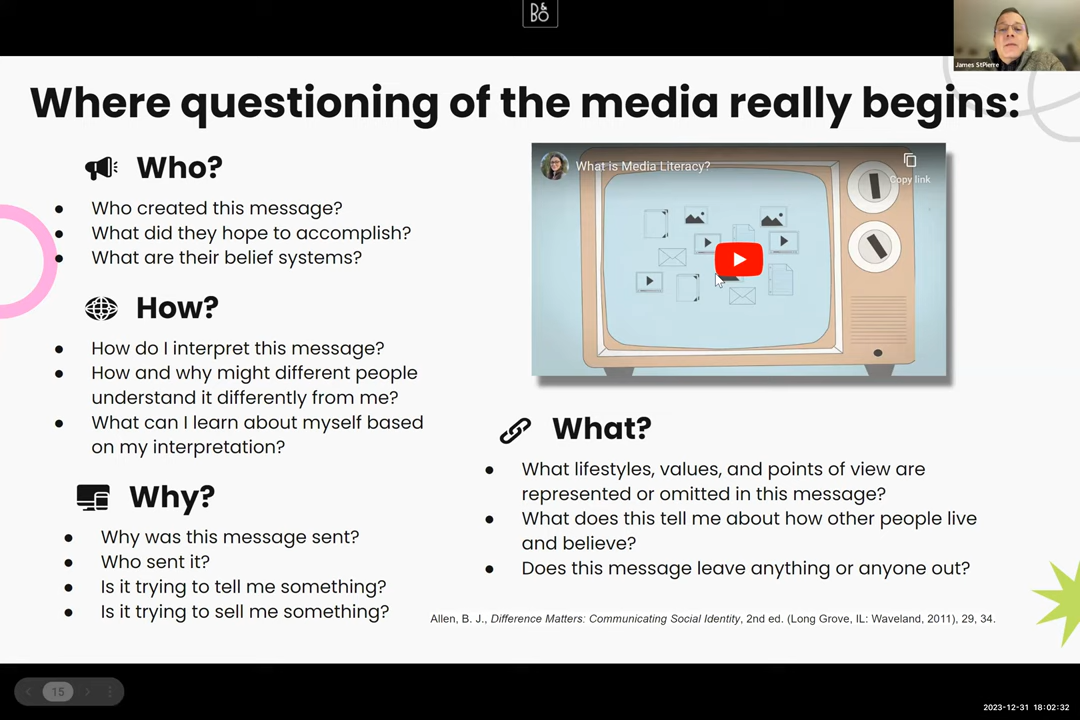 B&O
James StPierre
Where questioning of the media really begins:
Who?
● Who created this message?
● What did they hope to accomplish?
● What are their belief systems?
How?
● How do I interpret this message?
● How and why might different people
understand it differently from me?
● What can I learn about myself based
on my interpretation?
Why?
● Why was this message sent?
● Who sent it?
● Is it trying to tell me something?
● Is it trying to sell me something?
What is Media Literacy?
Copy link
What?
● What lifestyles, values, and points of view are
represented or omitted in this message?
● What does this tell me about how other people live
and believe?
● Does this message leave anything or anyone out?
Allen, B. J., Difference Matters: Communicating Social Identity, 2nd ed. (Long Grove, IL: Waveland, 2011), 29, 34.
15
2023-12-31 18:02:32